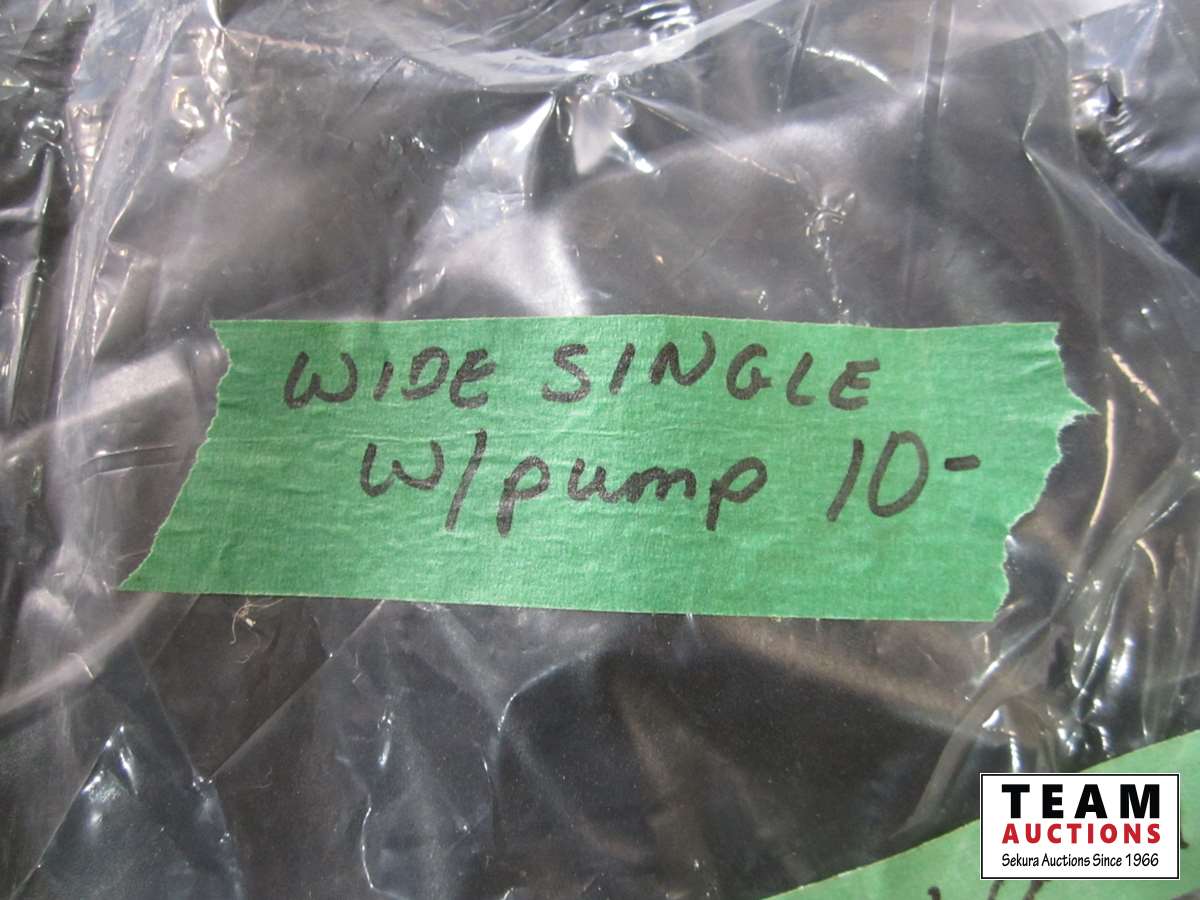 WIDE SINGLE
W/pump 10-
TEAM
AUCTIONS
Sekura Auctions Since 1966